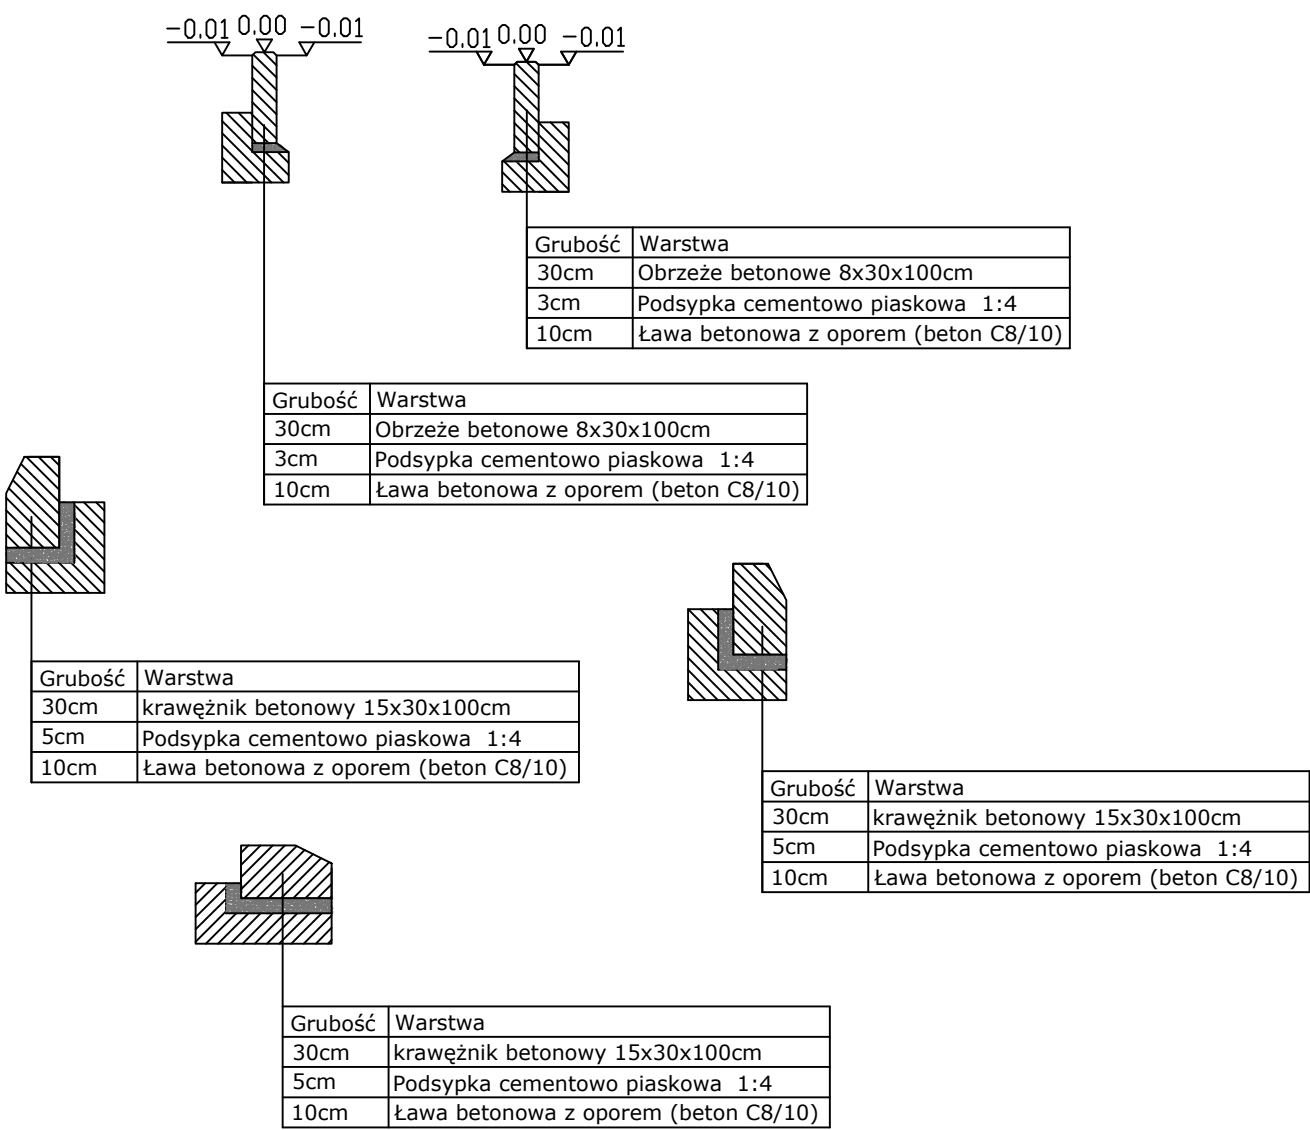 -0.01 0.00 -0.01
-0.01 0.00 -0.01
Grubość Warstwa
30cm Obrzeże betonowe 8x30x100cm
3cm Podsypka cementowo piaskowa 1:4
10cm Ława betonowa z oporem (beton C8/10)
Grubość Warstwa
30cm Obrzeże betonowe 8x30x100cm
3cm Podsypka cementowo piaskowa 1:4
10cm Ława betonowa z oporem (beton C8/10)
Grubość Warstwa
30cm krawężnik betonowy 15x30x100cm
5cm Podsypka cementowo piaskowa 1:4
10cm Ława betonowa z oporem (beton C8/10)
Grubość Warstwa
30cm krawężnik betonowy 15x30x100cm
5cm Podsypka cementowo piaskowa 1:4
10cm Ława betonowa z oporem (beton C8/10)
Grubość Warstwa
30cm krawężnik betonowy 15x30x100cm
5cm Podsypka cementowo piaskowa 1:4
10cm Ława betonowa z oporem (beton C8/10)